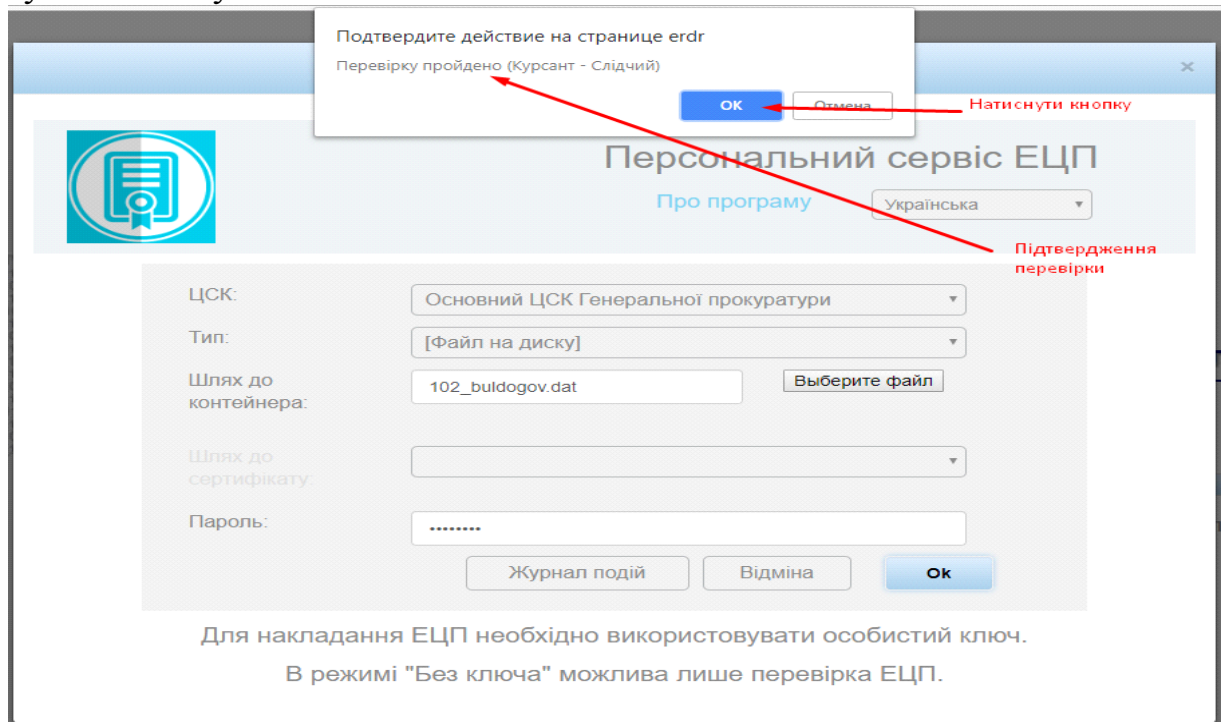 Подтвердите действие на странице erdr
Перевірку пройдено (Курсант - Слідчий)
ОК Отмена
Натиснути кнопку
Персональний сервіс ЕЦП
Про програму Українська
Підтвердження
перевірки
ЦСК: Основний ЦСК Генеральної прокуратури
Тип: [Файл на диску]
Шлях до
контейнера: 102_buldogov.dat Выберите файл
Шлях до
сертифікату:
Пароль: ••••••••
Журнал подій Відміна Ok
Для накладання ЕЦП необхідно використовувати особистий ключ.
В режимі "Без ключа" можлива лише перевірка ЕЦП.